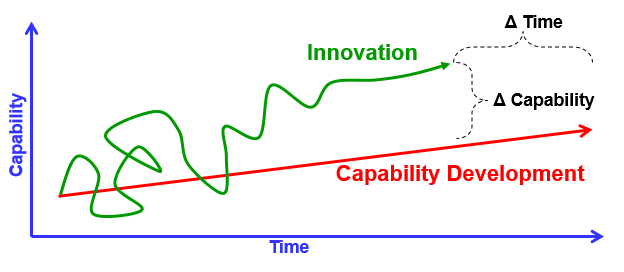 Δ Time
Innovation
Δ Capability
Capability
Capability Development
Time